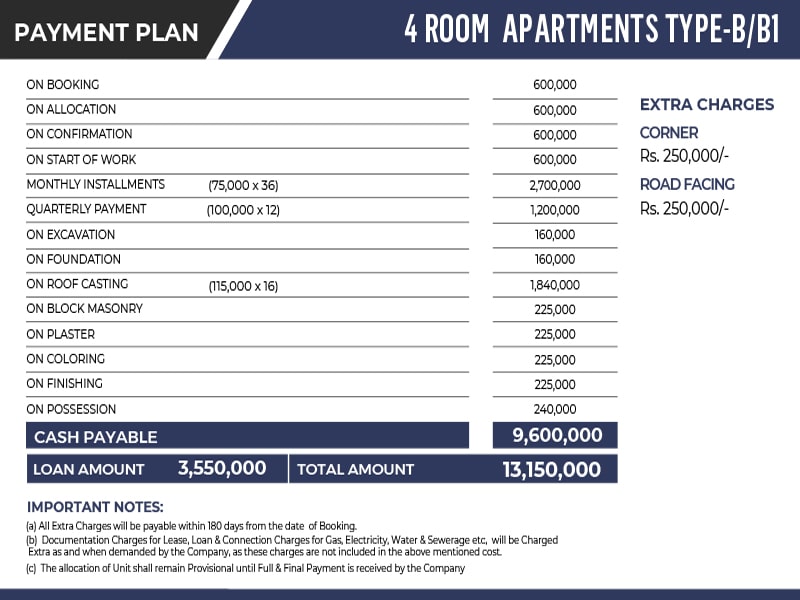 PAYMENT PLAN
4 ROOM APARTMENTS TYPE-B/B1
ON BOOKING 600,000
ON ALLOCATION 600,000
ON CONFIRMATION 600,000
ON START OF WORK 600,000
MONTHLY INSTALLMENTS (75,000 x 36) 2,700,000
QUARTERLY PAYMENT (100,000 x 12) 1,200,000
ON EXCAVATION 160,000
ON FOUNDATION 160,000
ON ROOF CASTING (115,000 x 16) 1,840,000
ON BLOCK MASONRY 225,000
ON PLASTER 225,000
ON COLORING 225,000
ON FINISHING 225,000
ON POSSESSION 240,000
CASH PAYABLE 9,600,000
LOAN AMOUNT 3,550,000 TOTAL AMOUNT 13,150,000
EXTRA CHARGES
CORNER
Rs. 250,000/-
ROAD FACING
Rs. 250,000/-
IMPORTANT NOTES:
(a) All Extra Charges will be payable within 180 days from the date of Booking.
(b) Documentation Charges for Lease, Loan & Connection Charges for Gas, Electricity, Water & Sewerage etc, will be Charged
Extra as and when demanded by the Company, as these charges are not included in the above mentioned cost.
(c) The allocation of Unit shall remain Provisional until Full & Final Payment is received by the Company